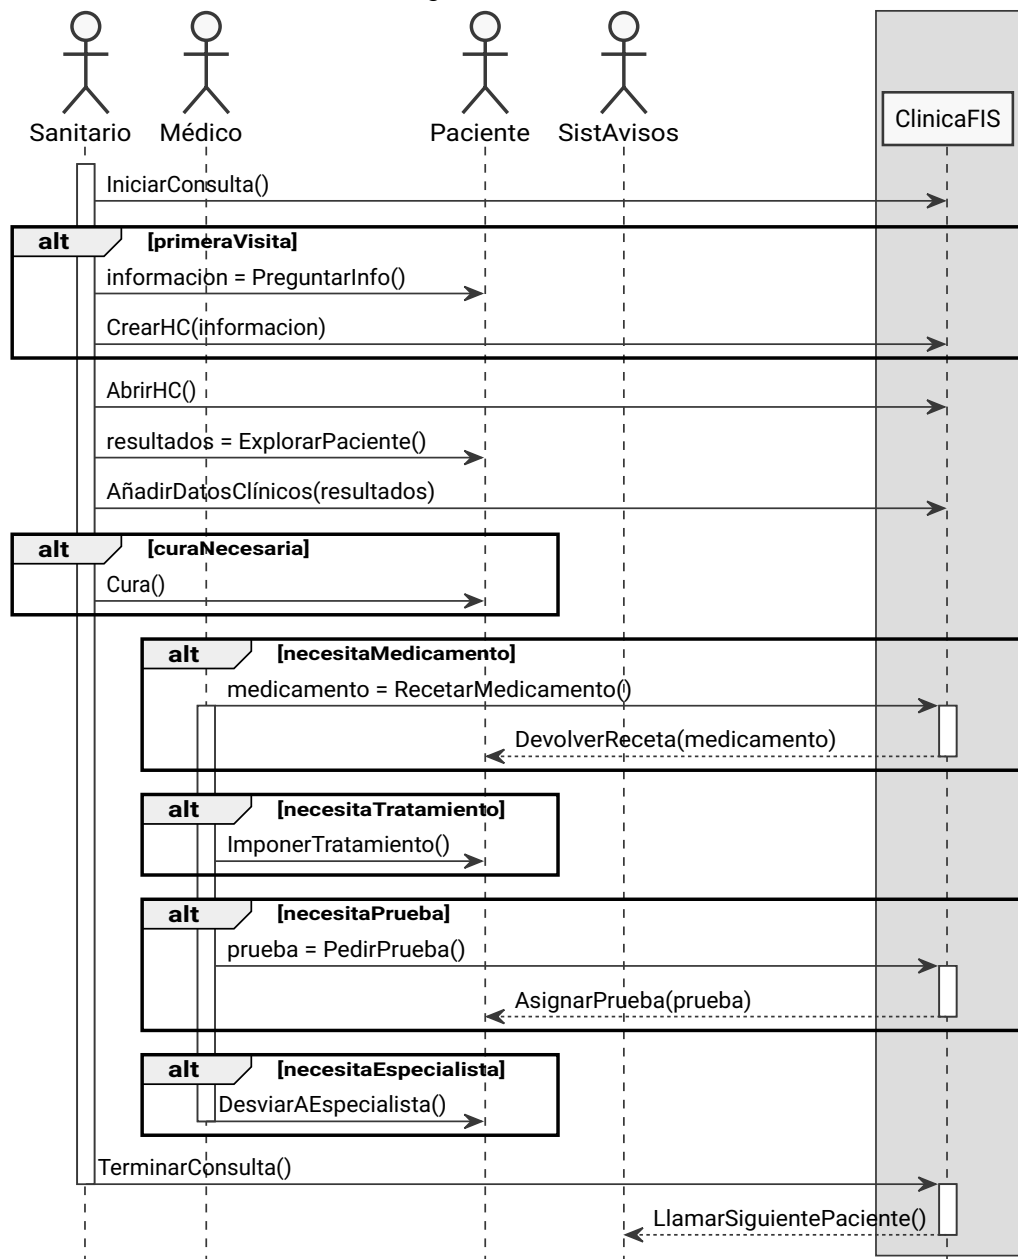 Sanitario
Médico
Paciente
SistAvisos
ClinicaFIS
IniciarConsulta()
alt
[primeraVisita]
informacion = PreguntarInfo()
CrearHC(informacion)
AbrirHC()
resultados = ExplorarPaciente()
AñadirDatosClínicos(resultados)
alt
[curaNecesaria]
Cura()
alt
[necesitaMedicamento]
medicamento = RecetarMedicamento()
DevolverReceta(medicamento)
alt
[necesitaTratamiento]
ImponerTratamiento()
alt
[necesitaPrueba]
prueba = PedirPrueba()
AsignarPrueba(prueba)
alt
[necesitaEspecialista]
DesviarAEspecialista()
TerminarConsulta()
LlamarSiguientePaciente()